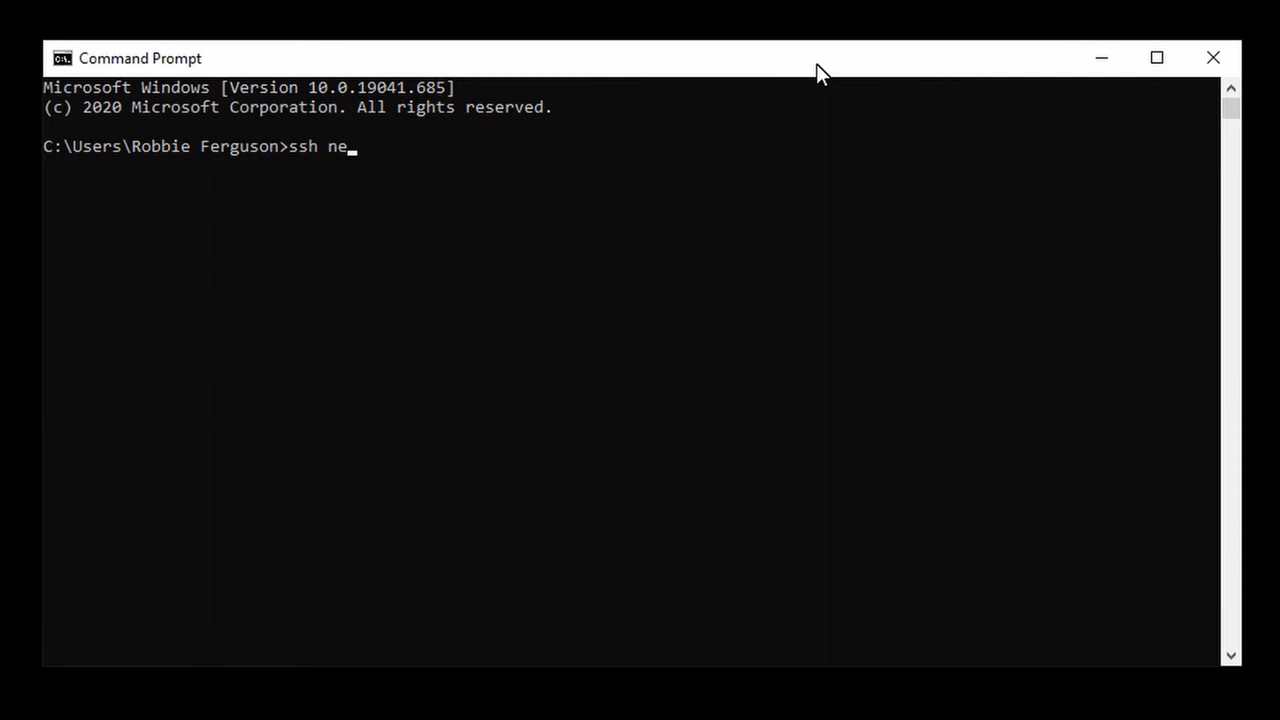 Command Prompt
Microsoft Windows [Version 10.0.19041.685]
(c) 2020 Microsoft Corporation. All rights reserved.
C:\Users\Robbie Ferguson>ssh ne